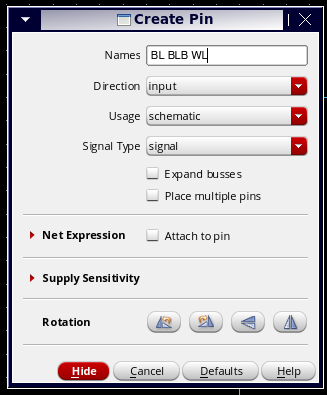 Create Pin
Names BL BLB WL
Direction input
Usage schematic
Signal Type signal
Expand busses
Place multiple pins
Net Expression Attach to pin
Supply Sensitivity
Rotation
Hide Cancel Defaults Help